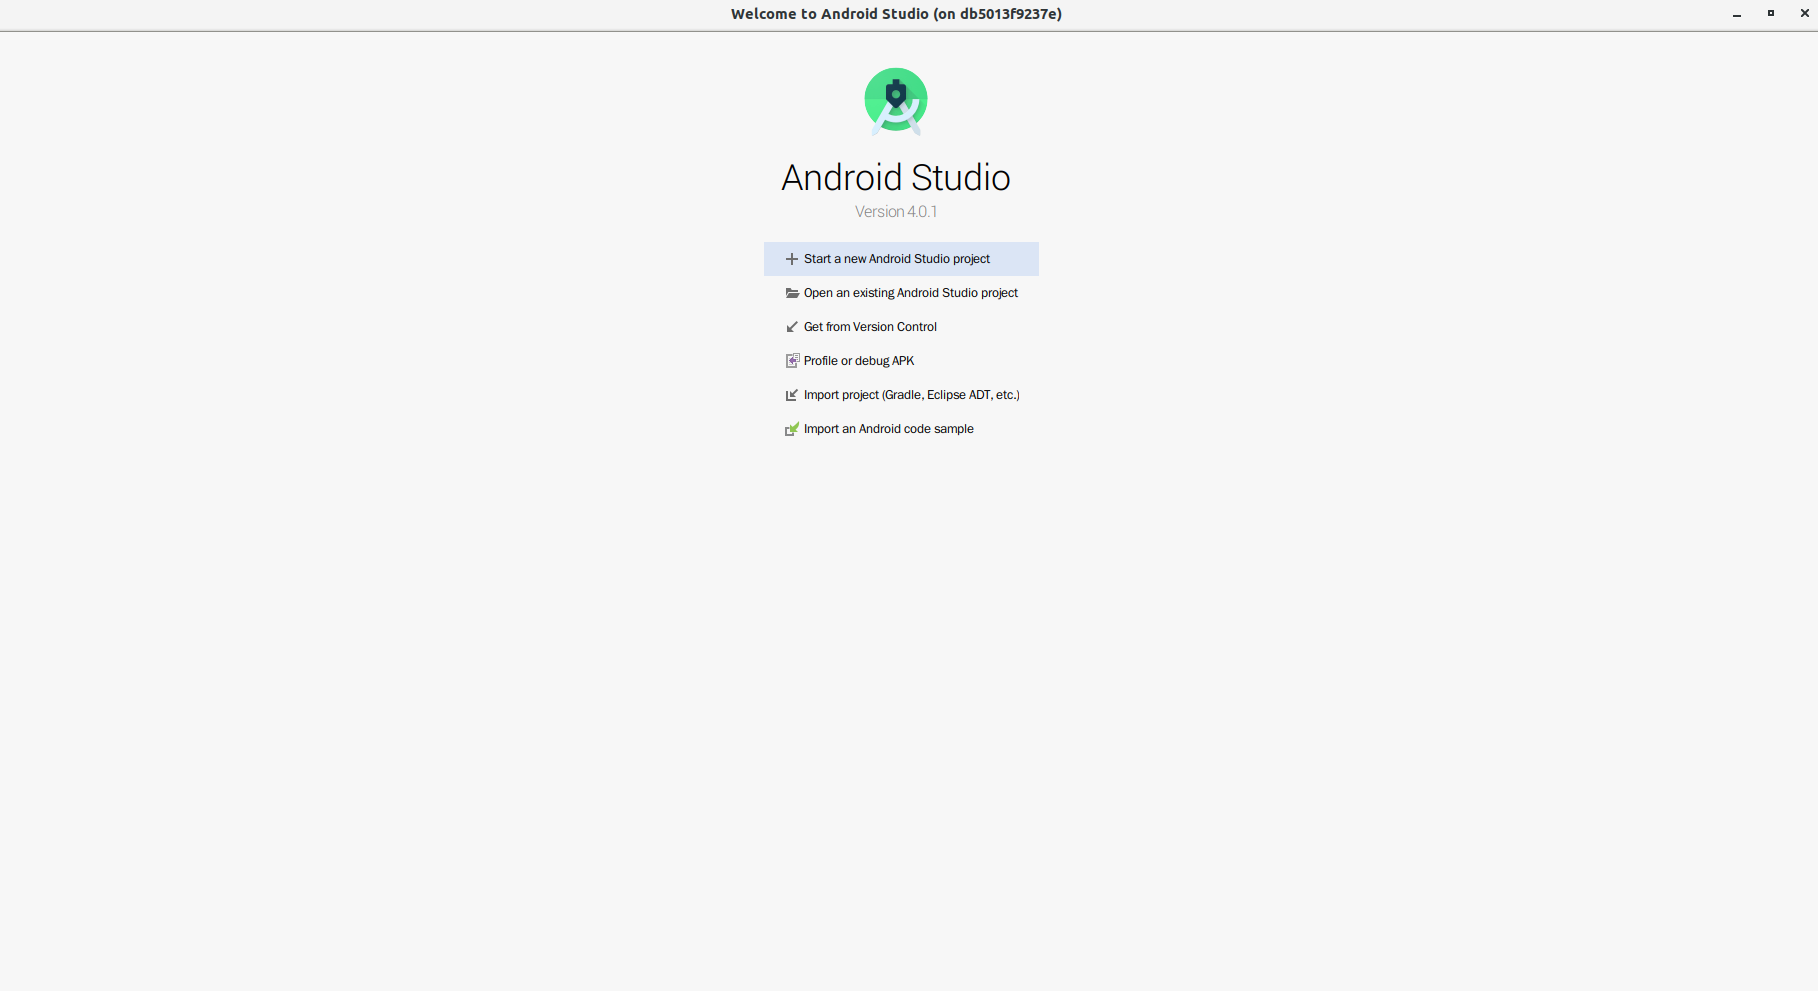 Welcome to Android Studio (on db5013f9237e)
Android Studio
Version 4.0.1
Start a new Android Studio project
Open an existing Android Studio project
Get from Version Control
Profile or debug APK
Import project (Gradle, Eclipse ADT, etc.)
Import an Android code sample